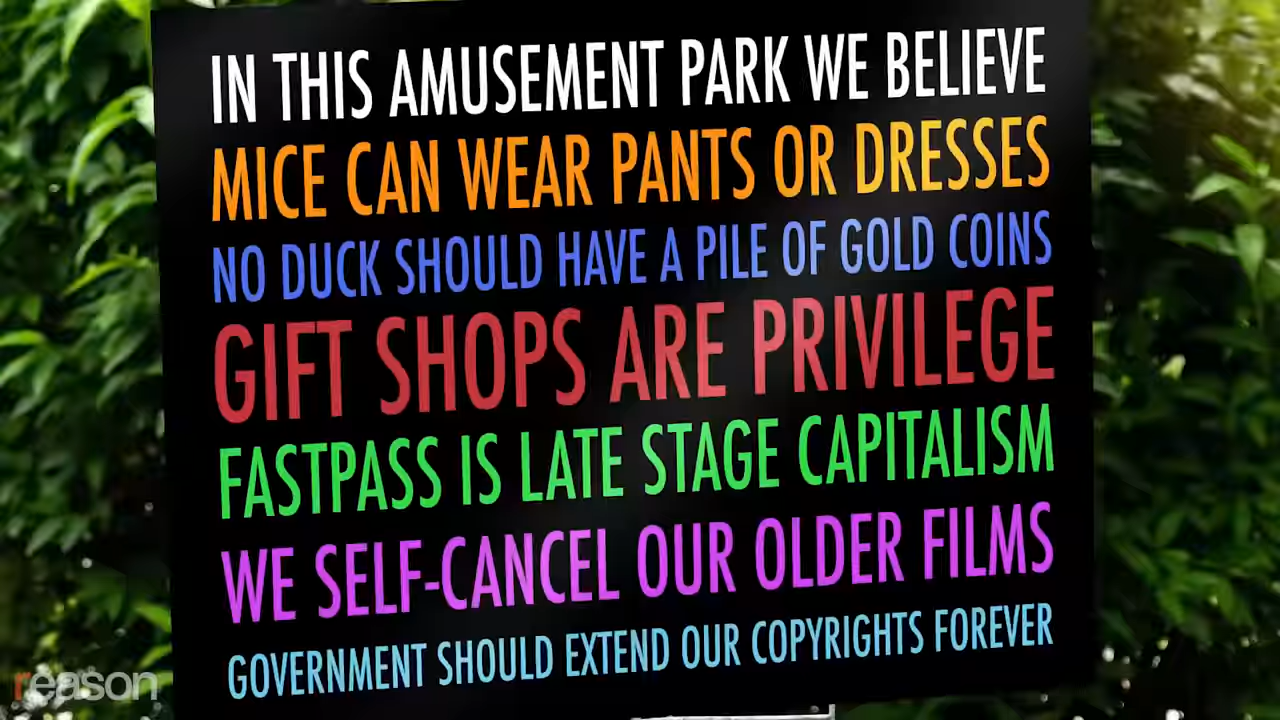 IN THIS AMUSEMENT PARK WE BELIEVE
MICE CAN WEAR PANTS OR DRESSES
NO DUCK SHOULD HAVE A PILE OF GOLD COINS
GIFT SHOPS ARE PRIVILEGE
FASTPASS IS LATE STAGE CAPITALISM
WE SELF-CANCEL OUR OLDER FILMS
GOVERNMENT SHOULD EXTEND OUR COPYRIGHTS FOREVER
reason